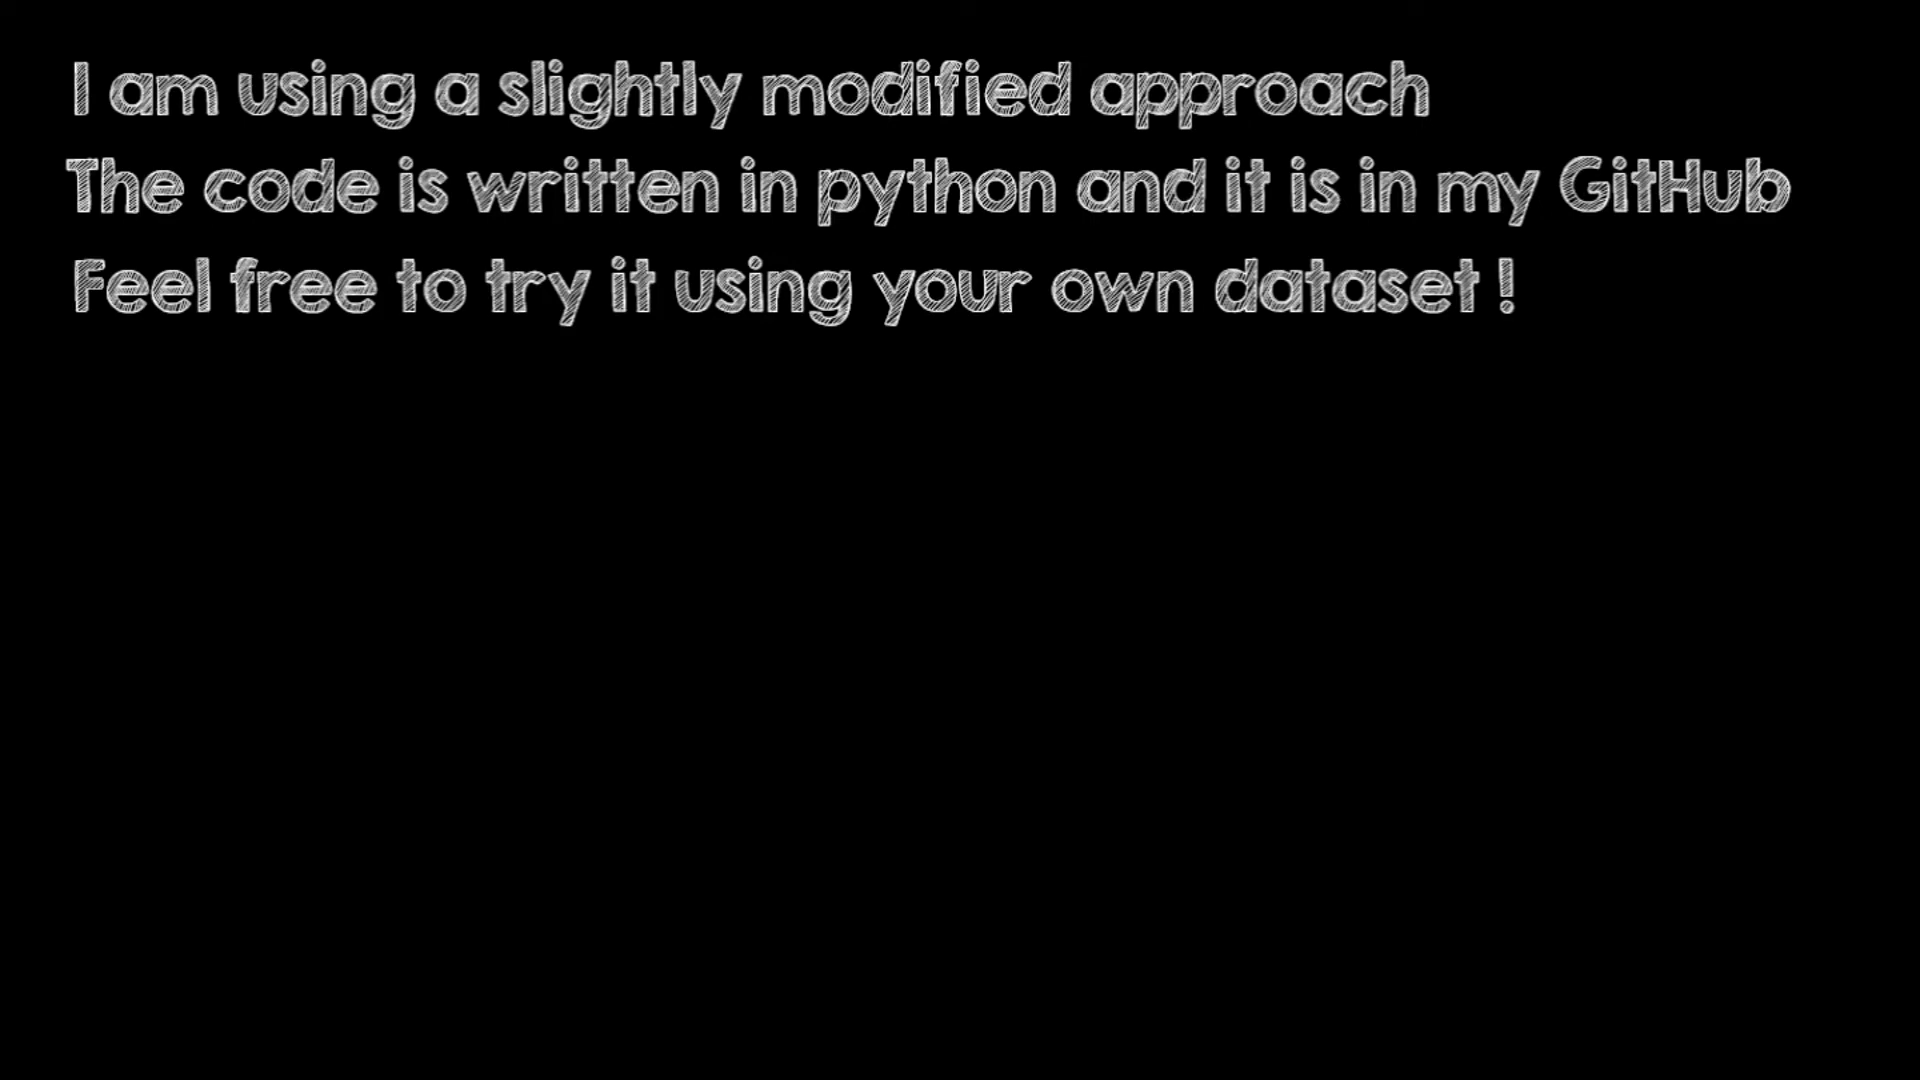 I am using a slightly modified approach
The code is written in python and it is in my GitHub
Feel free to try it using your own dataset !